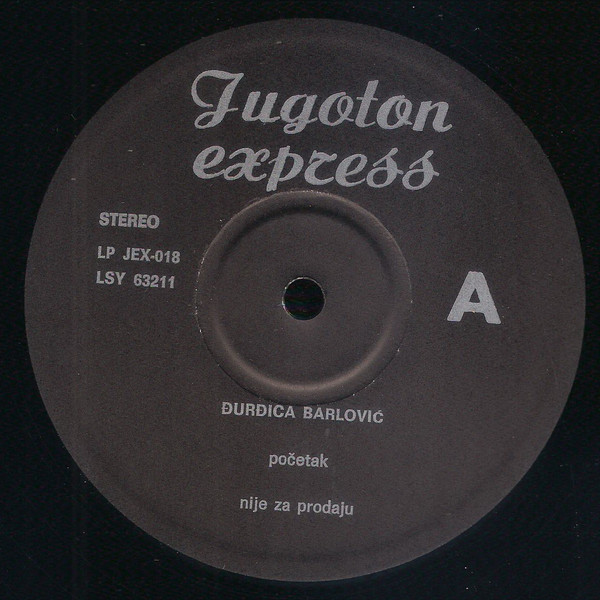 Jugoton
express
STEREO
LP JEX-018
LSY 63211
A
ĐURĐICA BARLOVIĆ
početak
nije za prodaju